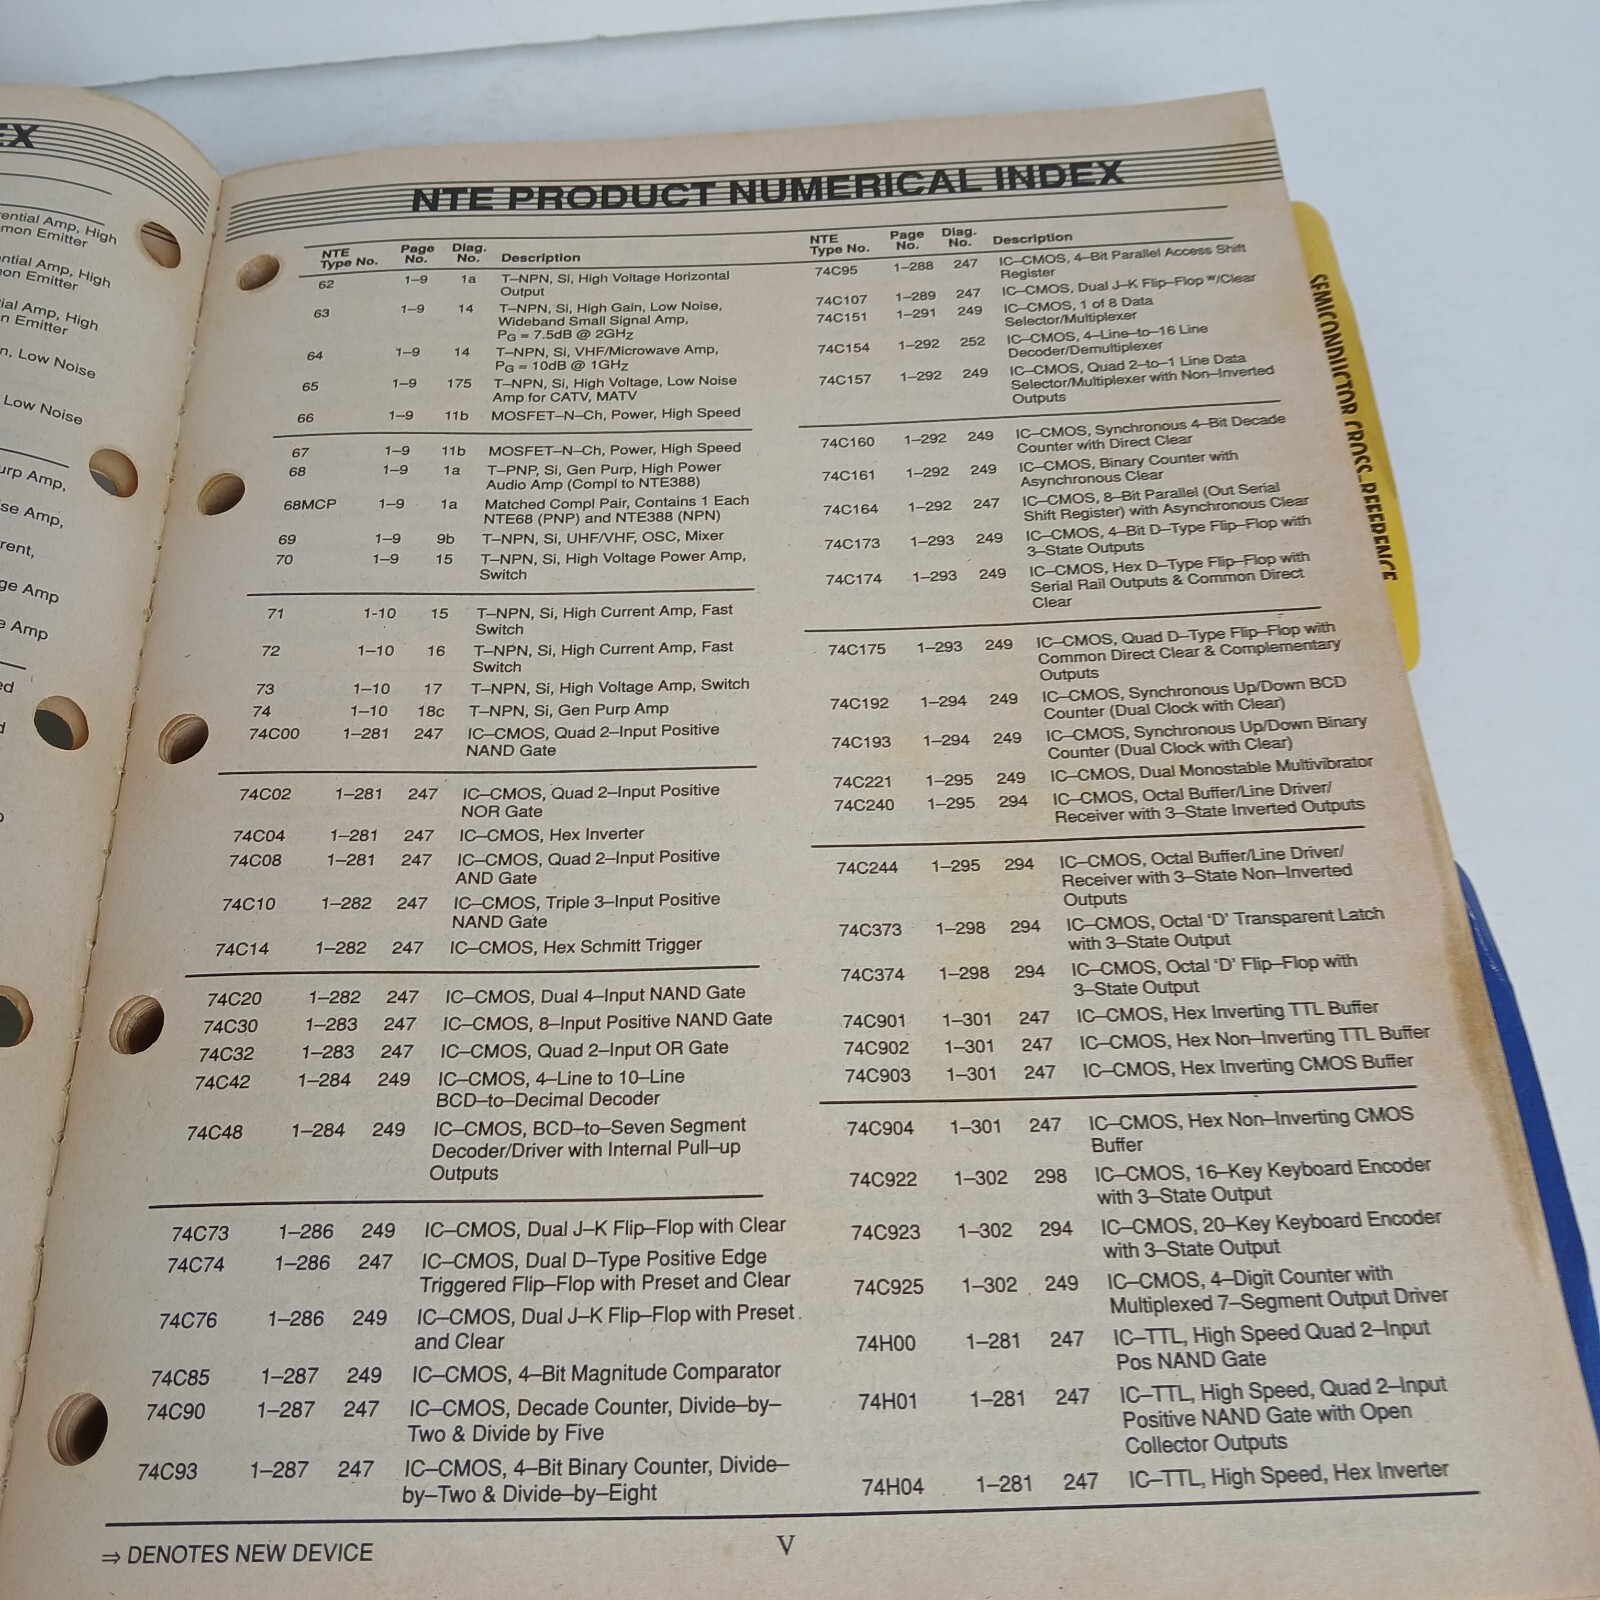 EX
ential Amp, High
mon Emitter
ntial Amp, High
on Emitter
ial Amp, High
n Emitter
n, Low Noise
Low Noise
urp Amp,
se Amp,
rent,
ge Amp
e Amp
ed
NTE PRODUCT NUMERICAL INDEX
NTE Type No. Page No. Diag. No. Description
62 1–9 1a T–NPN, Si, High Voltage Horizontal
Output
63 1–9 14 T–NPN, Si, High Gain, Low Noise,
Wideband Small Signal Amp,
PG = 7.5dB @ 2GHz
64 1–9 14 T–NPN, Si, VHF/Microwave Amp,
PG = 10dB @ 1GHz
65 1–9 175 T–NPN, Si, High Voltage, Low Noise
Amp for CATV, MATV
66 1–9 11b MOSFET–N–Ch, Power, High Speed
67 1–9 11b MOSFET–N–Ch, Power, High Speed
68 1–9 1a T–PNP, Si, Gen Purp, High Power
Audio Amp (Compl to NTE388)
68MCP 1–9 1a Matched Compl Pair, Contains 1 Each
NTE68 (PNP) and NTE388 (NPN)
69 1–9 9b T–NPN, Si, UHF/VHF, OSC, Mixer
70 1–9 15 T–NPN, Si, High Voltage Power Amp,
Switch
71 1-10 15 T–NPN, Si, High Current Amp, Fast
Switch
72 1–10 16 T–NPN, Si, High Current Amp, Fast
Switch
73 1–10 17 T–NPN, Si, High Voltage Amp, Switch
74 1–10 18c T–NPN, Si, Gen Purp Amp
74C00 1–281 247 IC–CMOS, Quad 2–Input Positive
NAND Gate
74C02 1–281 247 IC–CMOS, Quad 2–Input Positive
NOR Gate
74C04 1–281 247 IC–CMOS, Hex Inverter
74C08 1–281 247 IC–CMOS, Quad 2–Input Positive
AND Gate
74C10 1–282 247 IC–CMOS, Triple 3–Input Positive
NAND Gate
74C14 1–282 247 IC–CMOS, Hex Schmitt Trigger
74C20 1–282 247 IC–CMOS, Dual 4–Input NAND Gate
74C30 1–283 247 IC–CMOS, 8–Input Positive NAND Gate
74C32 1–283 247 IC–CMOS, Quad 2–Input OR Gate
74C42 1–284 249 IC–CMOS, 4–Line to 10–Line
BCD–to–Decimal Decoder
74C48 1–284 249 IC–CMOS, BCD–to–Seven Segment
Decoder/Driver with Internal Pull–up
Outputs
74C73 1–286 249 IC–CMOS, Dual J–K Flip–Flop with Clear
74C74 1–286 247 IC–CMOS, Dual D–Type Positive Edge
Triggered Flip–Flop with Preset and Clear
74C76 1–286 249 IC–CMOS, Dual J–K Flip–Flop with Preset
and Clear
74C85 1–287 249 IC–CMOS, 4–Bit Magnitude Comparator
74C90 1–287 247 IC–CMOS, Decade Counter, Divide–by–
Two & Divide by Five
74C93 1–287 247 IC–CMOS, 4–Bit Binary Counter, Divide–
by–Two & Divide–by–Eight
NTE Type No. Page No. Diag. No. Description
74C95 1–288 247 IC–CMOS, 4–Bit Parallel Access Shift
Register
74C107 1–289 247 IC–CMOS, Dual J–K Flip–Flop w/Clear
74C151 1–291 249 IC–CMOS, 1 of 8 Data
Selector/Multiplexer
74C154 1–292 252 IC–CMOS, 4–Line–to–16 Line
Decoder/Demultiplexer
74C157 1–292 249 IC–CMOS, Quad 2–to–1 Line Data
Selector/Multiplexer with Non–Inverted
Outputs
74C160 1–292 249 IC–CMOS, Synchronous 4–Bit Decade
Counter with Direct Clear
74C161 1–292 249 IC–CMOS, Binary Counter with
Asynchronous Clear
74C164 1–292 247 IC–CMOS, 8–Bit Parallel (Out Serial
Shift Register) with Asynchronous Clear
74C173 1–293 249 IC–CMOS, 4–Bit D–Type Flip–Flop with
3–State Outputs
74C174 1–293 249 IC–CMOS, Hex D–Type Flip–Flop with
Serial Rail Outputs & Common Direct
Clear
74C175 1–293 249 IC–CMOS, Quad D–Type Flip–Flop with
Common Direct Clear & Complementary
Outputs
74C192 1–294 249 IC–CMOS, Synchronous Up/Down BCD
Counter (Dual Clock with Clear)
74C193 1–294 249 IC–CMOS, Synchronous Up/Down Binary
Counter (Dual Clock with Clear)
74C221 1–295 249 IC–CMOS, Dual Monostable Multivibrator
74C240 1–295 294 IC–CMOS, Octal Buffer/Line Driver/
Receiver with 3–State Inverted Outputs
74C244 1–295 294 IC–CMOS, Octal Buffer/Line Driver/
Receiver with 3–State Non–Inverted
Outputs
74C373 1–298 294 IC–CMOS, Octal ‘D’ Transparent Latch
with 3–State Output
74C374 1–298 294 IC–CMOS, Octal ‘D’ Flip–Flop with
3–State Output
74C901 1–301 247 IC–CMOS, Hex Inverting TTL Buffer
74C902 1–301 247 IC–CMOS, Hex Non–Inverting TTL Buffer
74C903 1–301 247 IC–CMOS, Hex Inverting CMOS Buffer
74C904 1–301 247 IC–CMOS, Hex Non–Inverting CMOS
Buffer
74C922 1–302 298 IC–CMOS, 16–Key Keyboard Encoder
with 3–State Output
74C923 1–302 294 IC–CMOS, 20–Key Keyboard Encoder
with 3–State Output
74C925 1–302 249 IC–CMOS, 4–Digit Counter with
Multiplexed 7–Segment Output Driver
74H00 1–281 247 IC–TTL, High Speed Quad 2–Input
Pos NAND Gate
74H01 1–281 247 IC–TTL, High Speed, Quad 2–Input
Positive NAND Gate with Open
Collector Outputs
74H04 1–281 247 IC–TTL, High Speed, Hex Inverter
⇒ DENOTES NEW DEVICE
V
SEMICONDUCTOR CROSS-REFERENCE